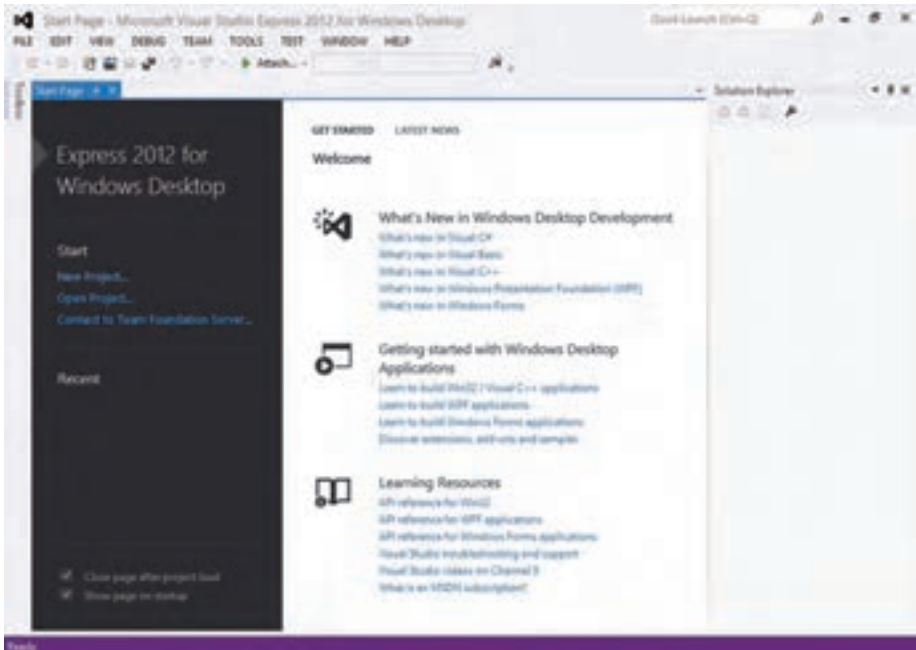 Start Page - Microsoft Visual Studio Express 2012 for Windows Desktop
Quick Launch (Ctrl+Q)
FILE EDIT VIEW DEBUG TEAM TOOLS TEST WINDOW HELP
Attach...
Toolbox
Start Page
Solution Explorer
Express 2012 for
Windows Desktop
Start
New Project...
Open Project...
Connect to Team Foundation Server...
Recent
Close page after project load
Show page on startup
GET STARTED LATEST NEWS
Welcome
What's New in Windows Desktop Development
What's new in Visual C#
What's new in Visual Basic
What's new in Visual C++
What's new in Windows Presentation Foundation (WPF)
What's new in Windows Forms
Getting started with Windows Desktop
Applications
Learn to build Win32 / Visual C++ applications
Learn to build WPF applications
Learn to build Windows Forms applications
Discover extensions, add-ons and samples
Learning Resources
API reference for Win32
API reference for WPF applications
API reference for Windows Forms applications
Visual Studio troubleshooting and support
Visual Studio videos on Channel 9
What is an MSDN subscription?
Ready